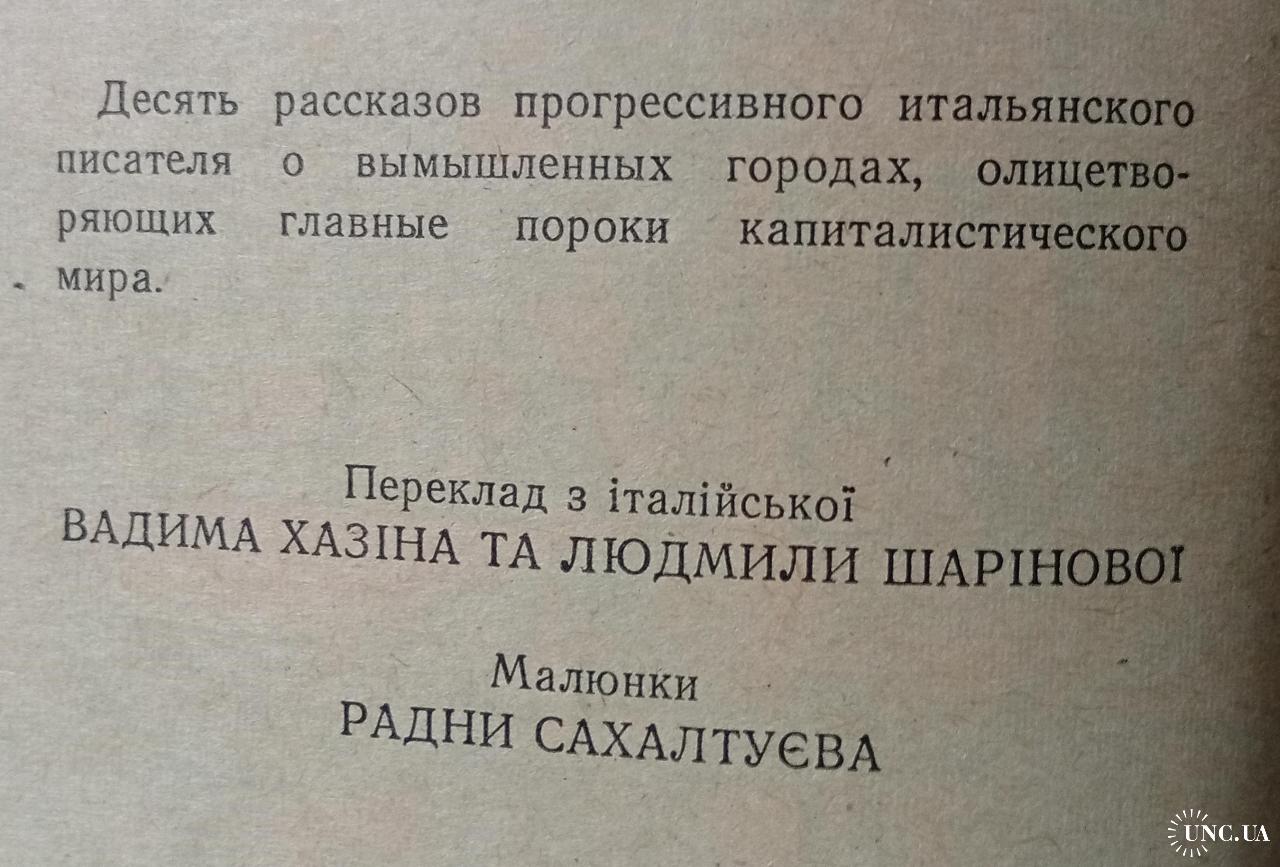 Десять рассказов прогрессивного итальянского
писателя о вымышленных городах, олицетво-
ряющих главные пороки капиталистического
мира.
Переклад з італійської
ВАДИМА ХАЗІНА ТА ЛЮДМИЛИ ШАРІНОВОЇ
Малюнки
РАДНИ САХАЛТУЄВА
UNC.UA